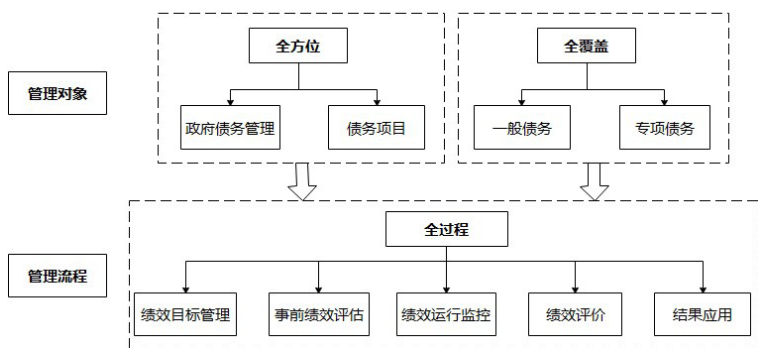 全方位
全覆盖
管理对象
政府债务管理
债务项目
一般债务
专项债务
全过程
管理流程
绩效目标管理
事前绩效评估
绩效运行监控
绩效评价
结果应用